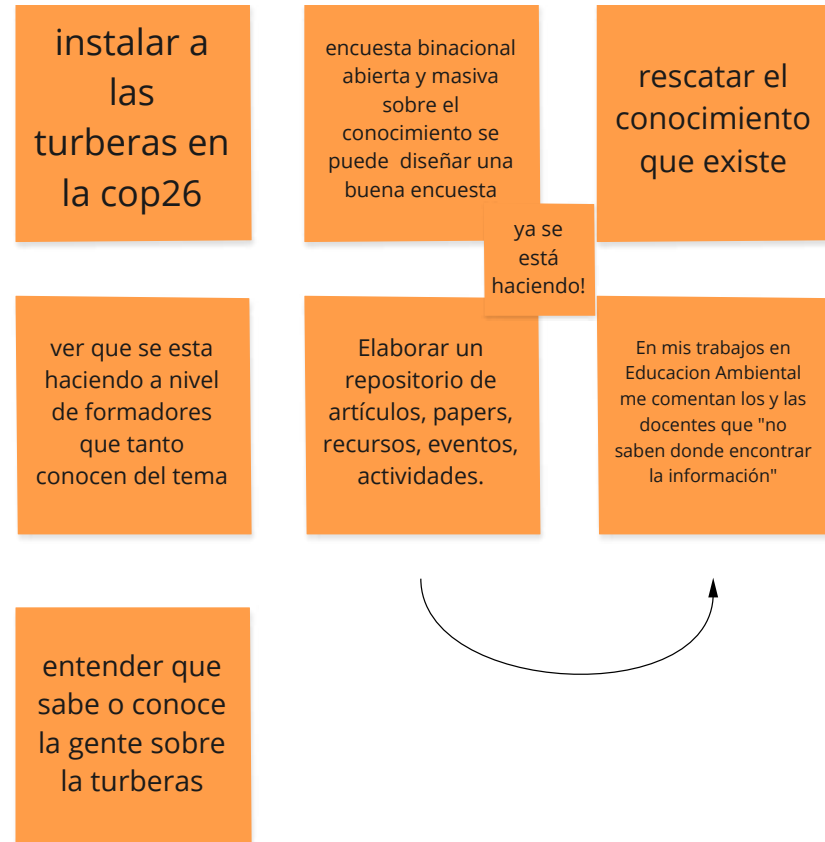 instalar a
las
turberas en
la cop26
encuesta binacional
abierta y masiva
sobre el
conocimiento se
puede diseñar una
buena encuesta
rescatar el
conocimiento
que existe
ya se
está
haciendo!
ver que se esta
haciendo a nivel
de formadores
que tanto
conocen del tema
Elaborar un
repositorio de
artículos, papers,
recursos, eventos,
actividades.
En mis trabajos en
Educacion Ambiental
me comentan los y las
docentes que "no
saben donde encontrar
la información"
entender que
sabe o conoce
la gente sobre
la turberas